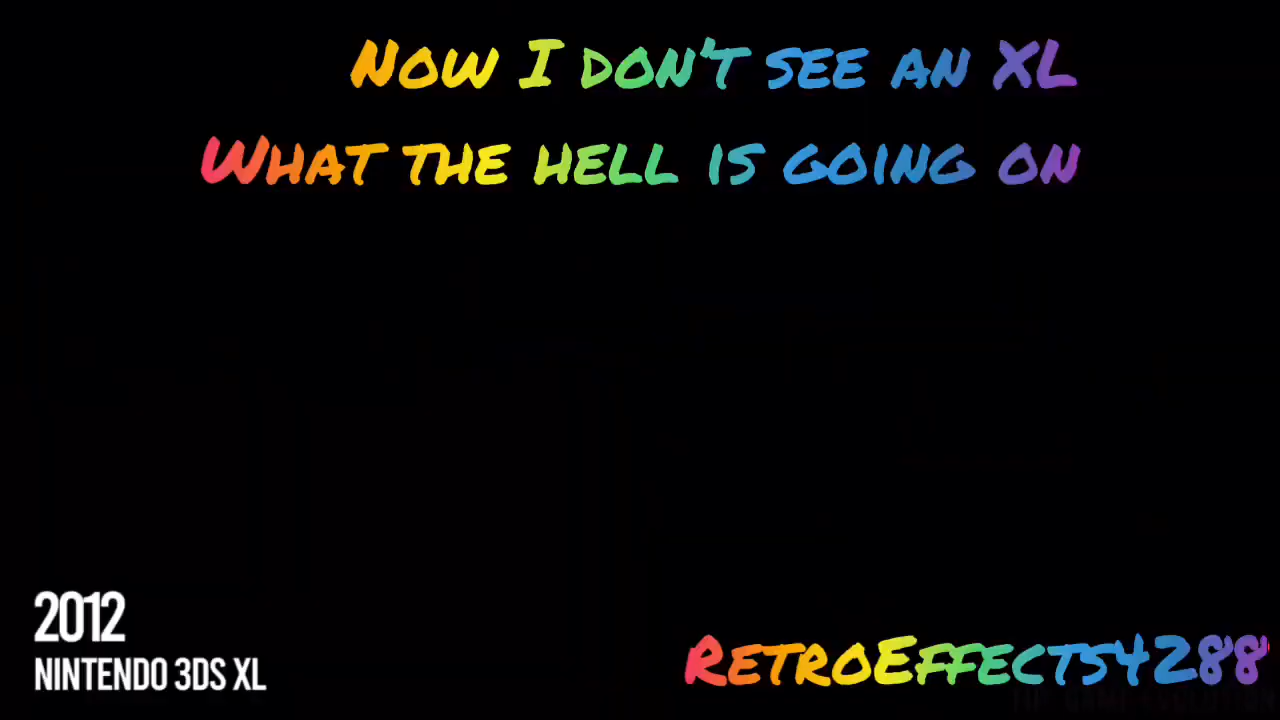 Now I don't see an XL
What the hell is going on
2012
NINTENDO 3DS XL
RetroEffects4288